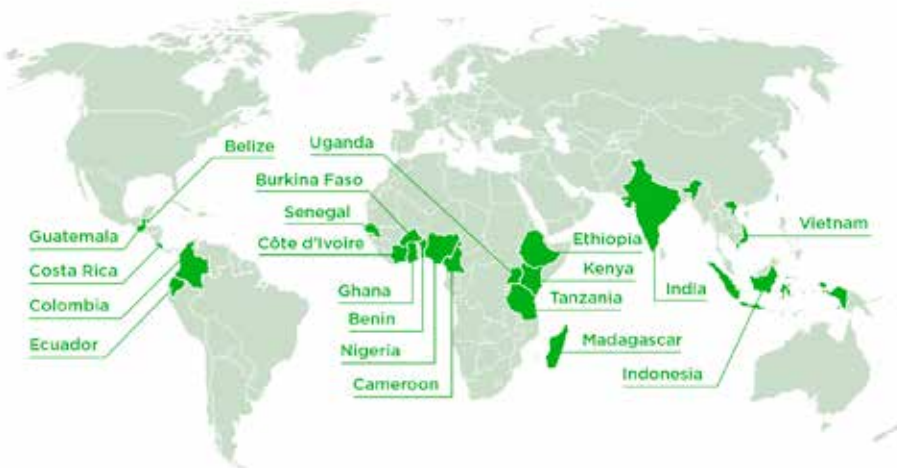 Belize
Guatemala
Costa Rica
Colombia
Ecuador
Uganda
Burkina Faso
Senegal
Côte d'Ivoire
Ghana
Benin
Nigeria
Cameroon
Ethiopia
Kenya
Tanzania
Madagascar
India
Vietnam
Indonesia